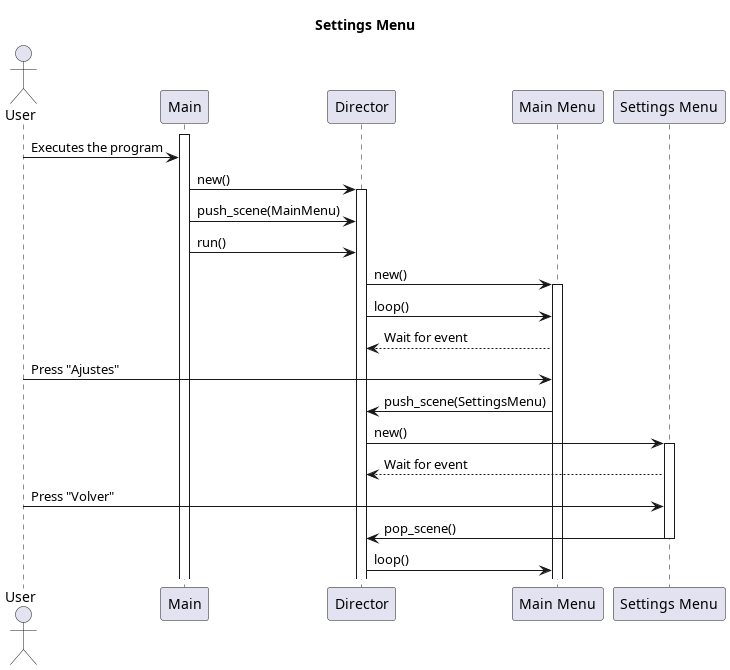 Settings Menu
User
Main
Director
Main Menu
Settings Menu
Executes the program
new()
push_scene(MainMenu)
run()
new()
loop()
Wait for event
Press "Ajustes"
push_scene(SettingsMenu)
new()
Wait for event
Press "Volver"
pop_scene()
loop()
User
Main
Director
Main Menu
Settings Menu